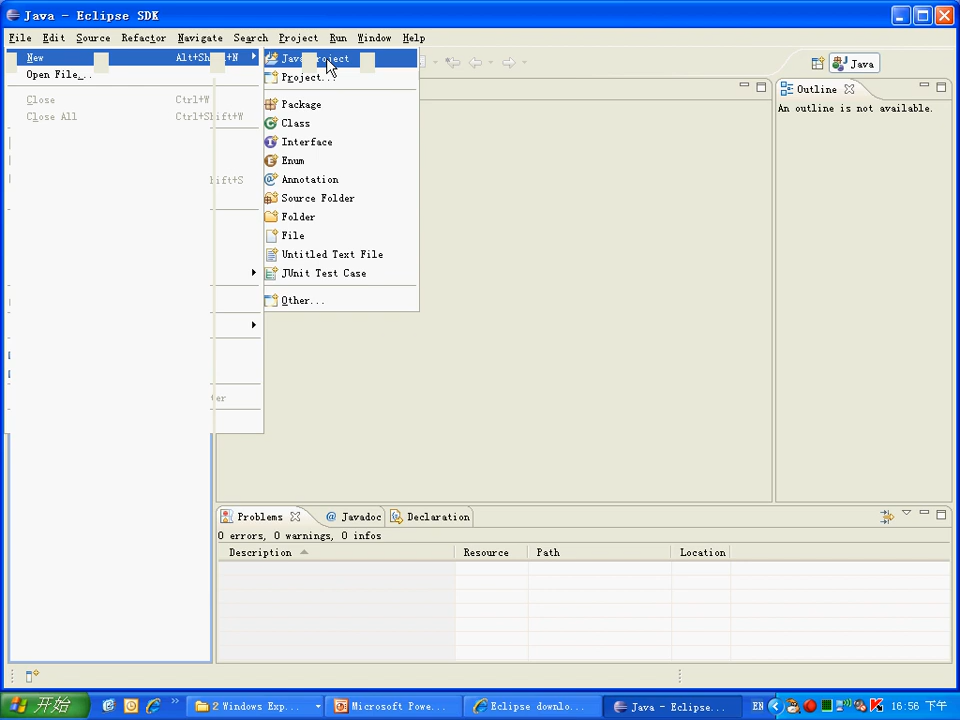 Java - Eclipse SDK
File Edit Source Refactor Navigate Search Project Run Window Help
New
Open File...
Close Ctrl+W
Close All Ctrl+Shift+W
Java Project
Project...
Package
Class
Interface
Enum
Annotation
Source Folder
Folder
File
Untitled Text File
JUnit Test Case
Other...
Java
Outline
An outline is not available.
Problems Javadoc Declaration
0 errors, 0 warnings, 0 infos
Description Resource Path Location
开始 2 Windows Exp... Microsoft Powe... Eclipse downlo... Java - Eclipse... EN 16:56 下午